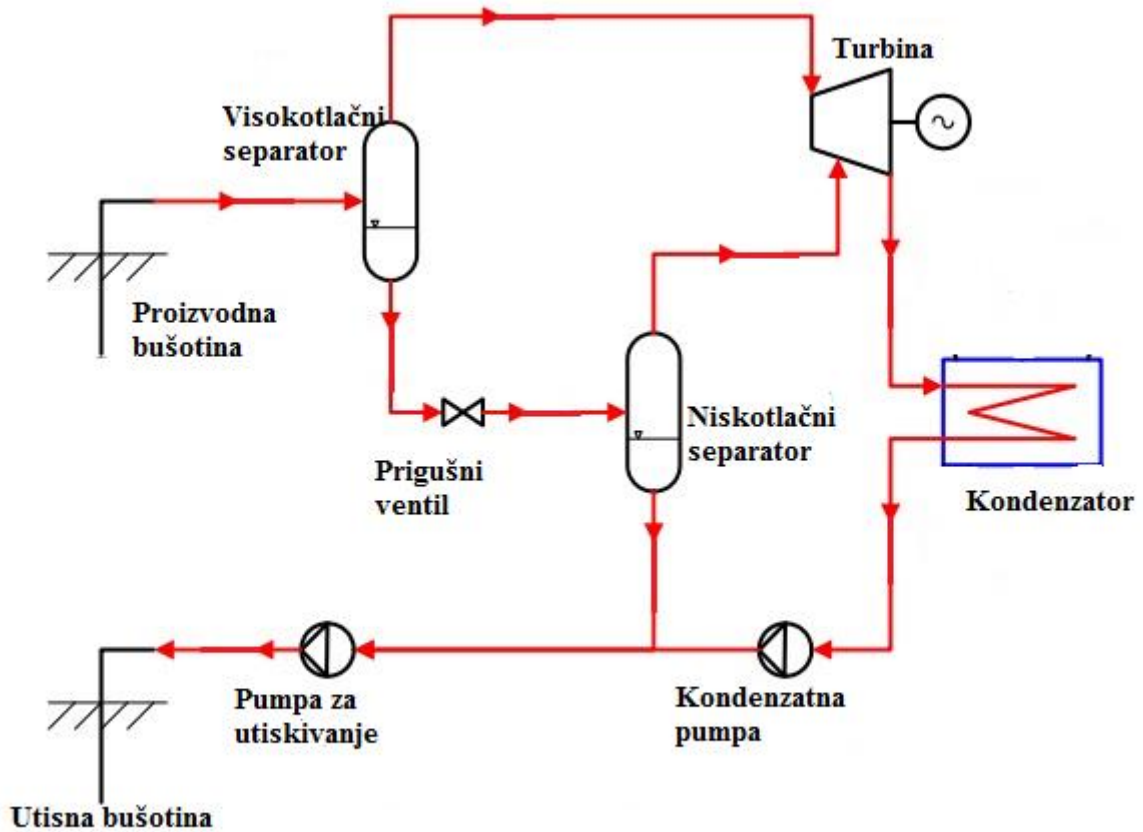 Turbina
Visokotlačni
separator
Proizvodna
bušotina
Niskotlačni
separator
Prigušni
ventil
Kondenzator
Pumpa za
utiskivanje
Kondenzatna
pumpa
Utisna bušotina